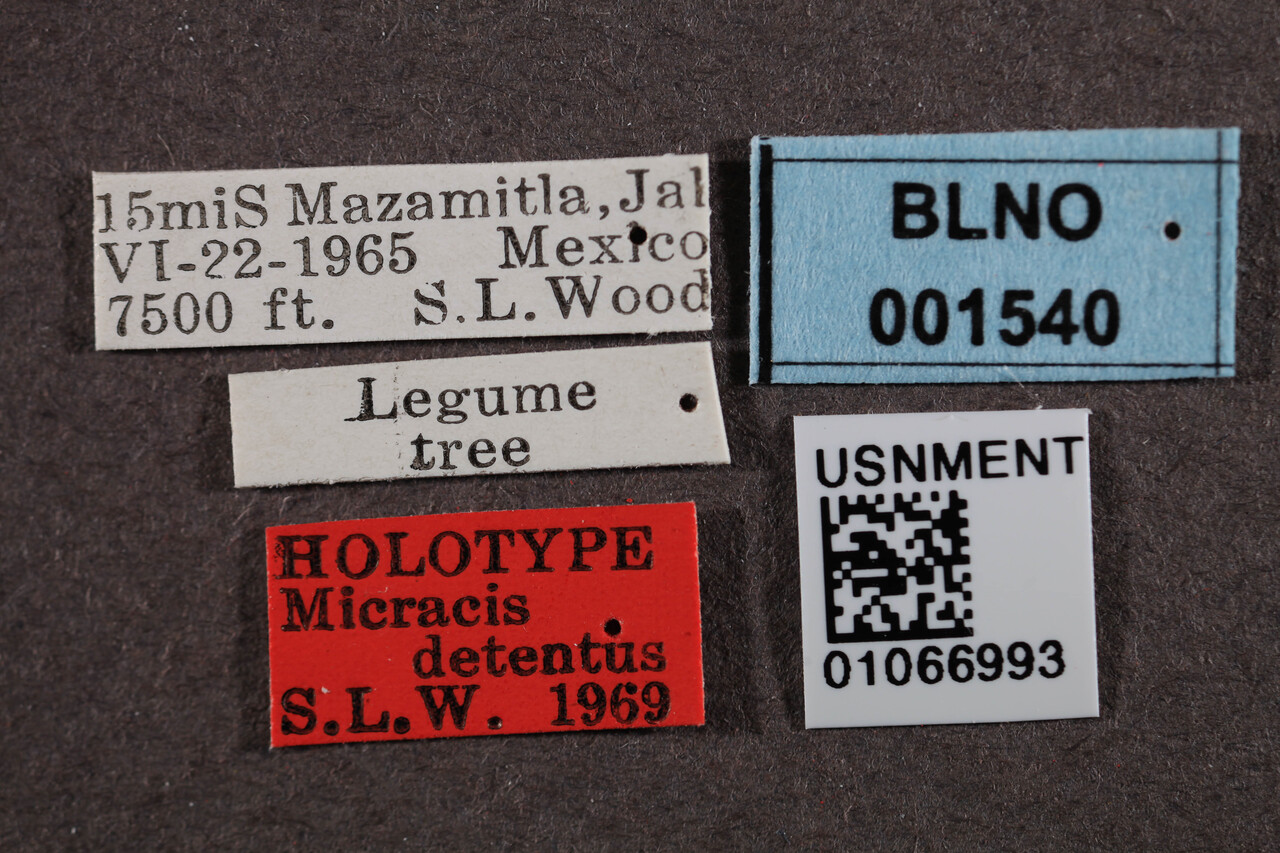 15miS Mazamitla, Jal
VI-22-1965 Mexico
7500 ft. S.L. Wood
Legume
tree
HOLOTYPE
Micracis
detentus
S.L.W. 1969
BLNO
001540
USNMENT
01066993